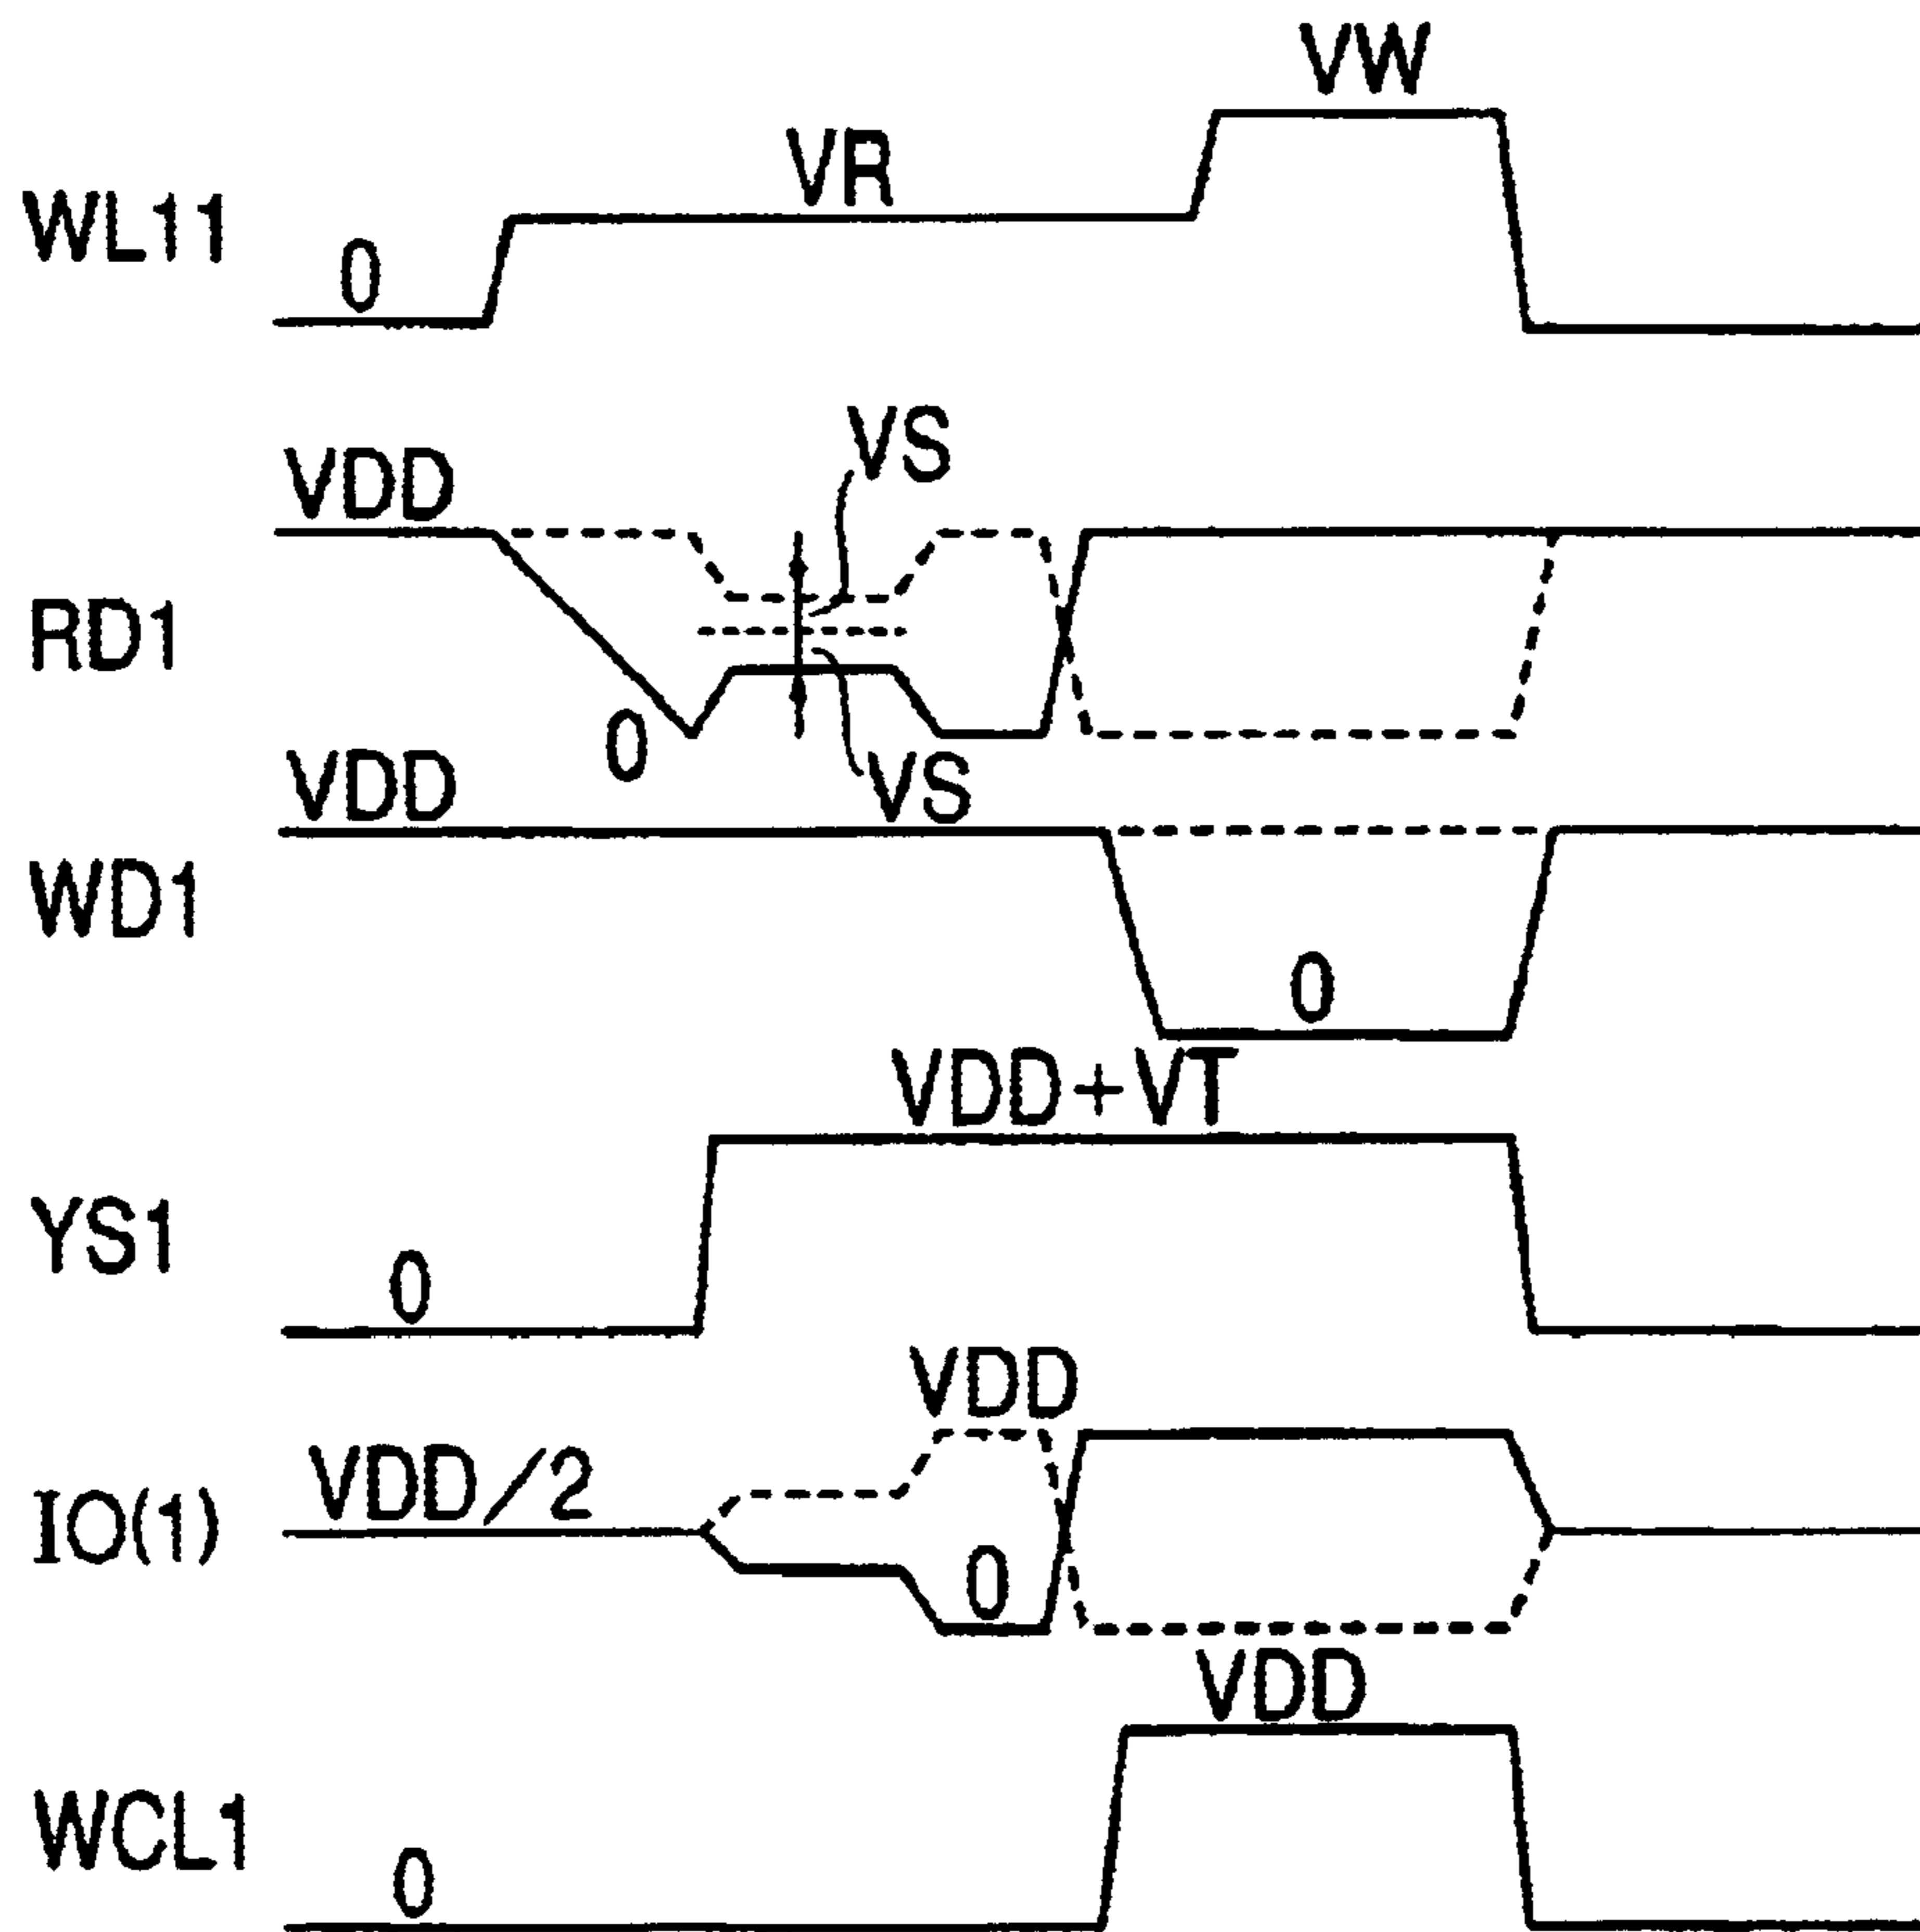 VW
VR
WL11
0
VS
VDD
RD1
0
VS
VDD
WD1
0
VDD+VT
YS1
0
VDD
VDD/2
IO(1)
0
VDD
WCL1
0